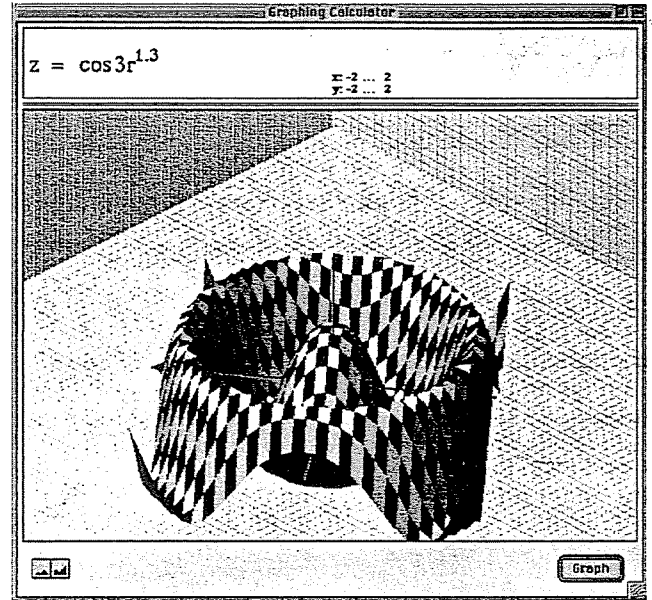 Graphing Calculator
z = cos3r^1.3
x: -2 ... 2
y: -2 ... 2
Graph